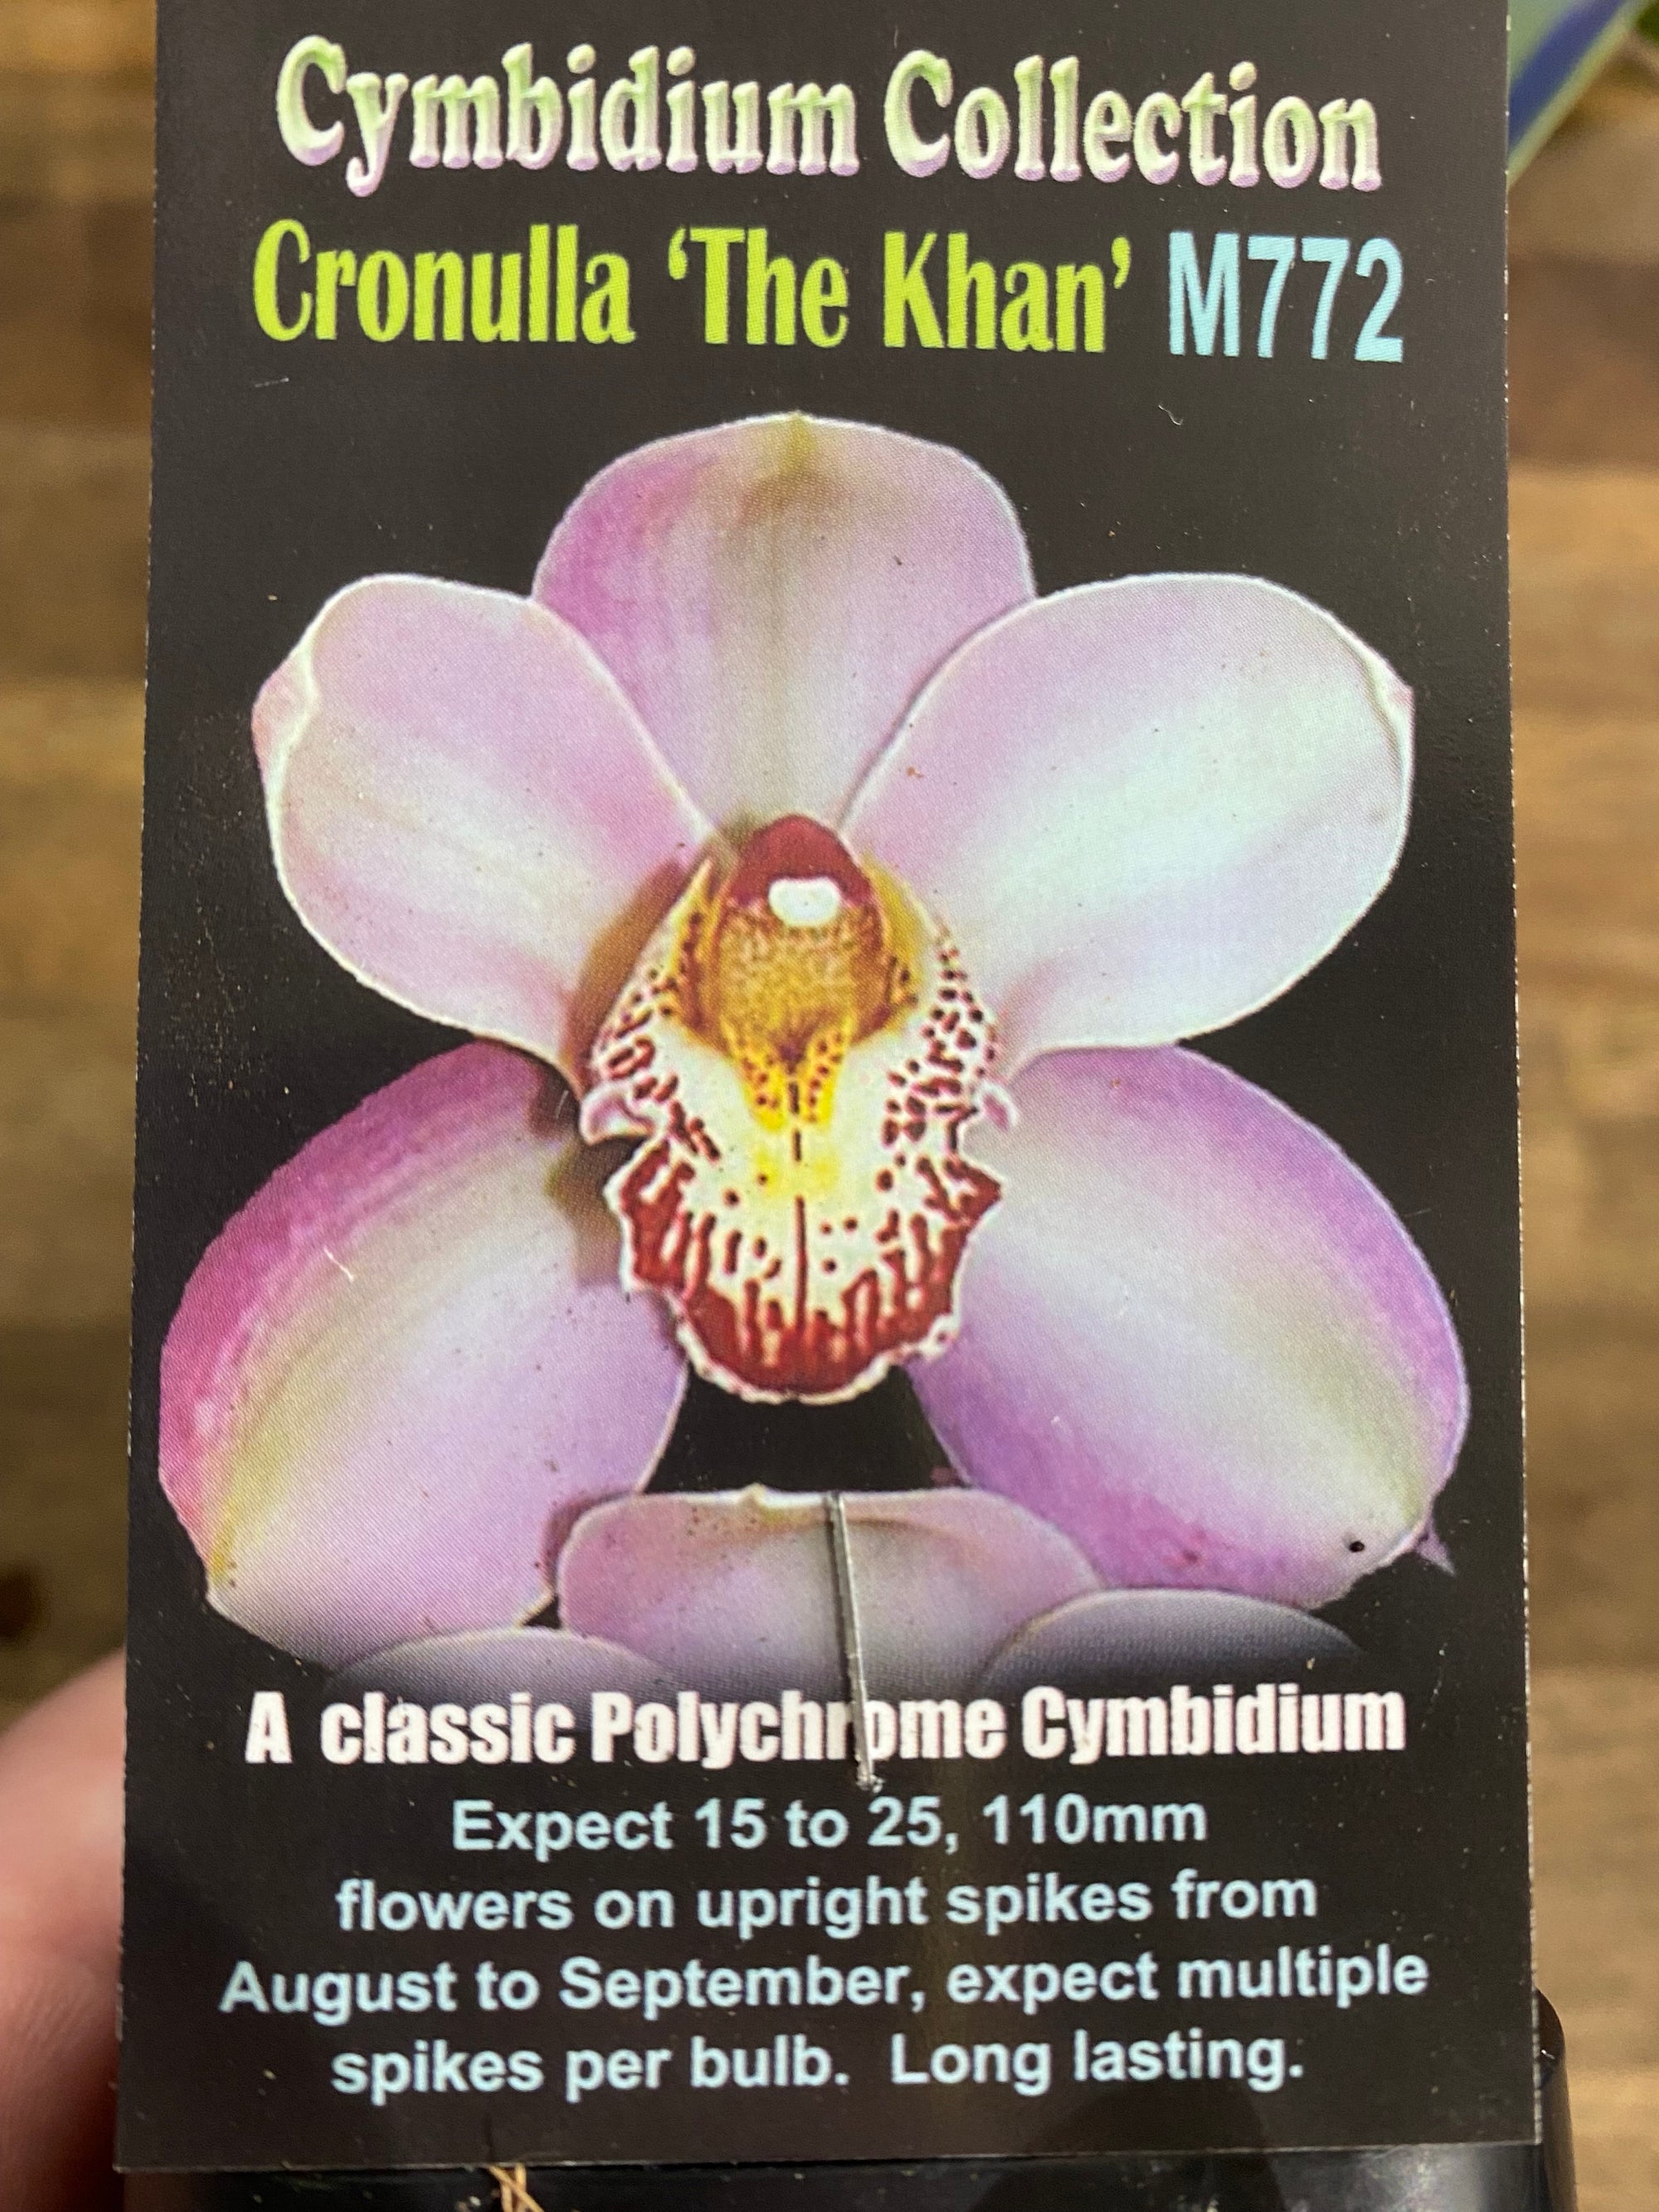 Cymbidium Collection
Cronulla ‘The Khan’ M772
A classic Polychrome Cymbidium
Expect 15 to 25, 110mm
flowers on upright spikes from
August to September, expect multiple
spikes per bulb. Long lasting.